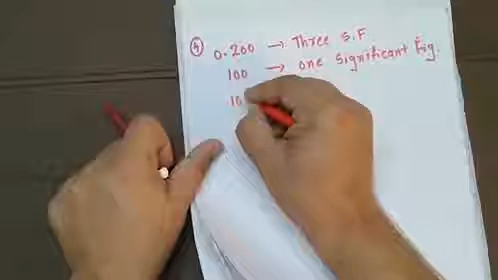 ④ 0.200 → Three S.F
100 → one significant Fig.
10